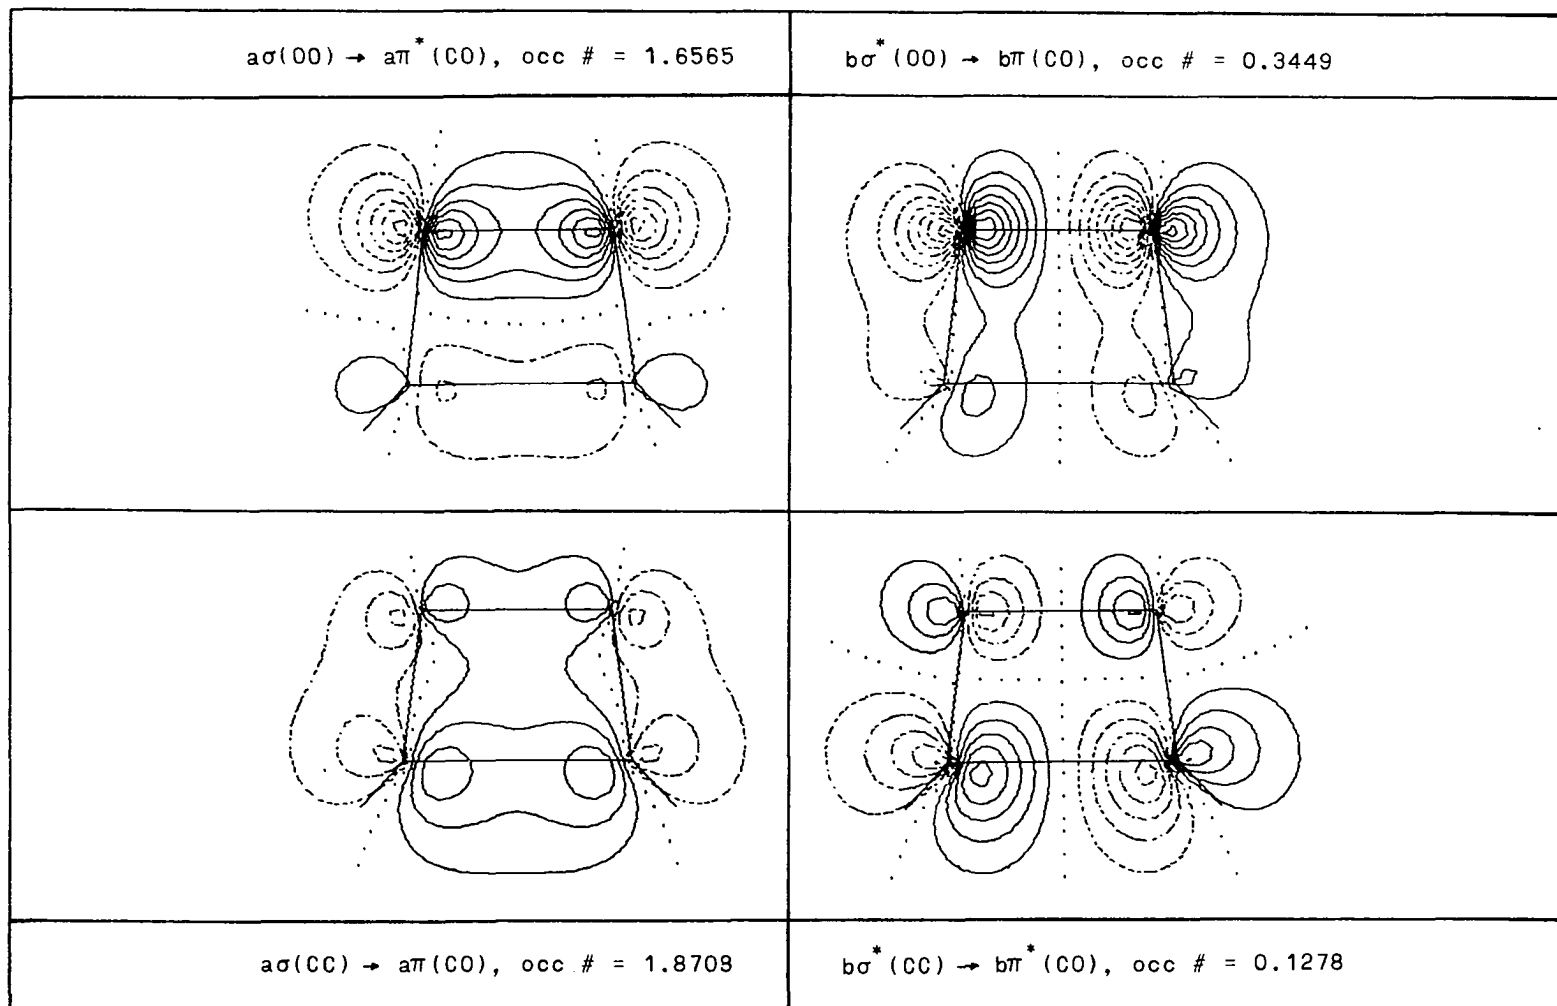 aσ(OO) → aπ*(CO), occ # = 1.6565
bσ*(OO) → bπ(CO), occ # = 0.3449
aσ(CC) → aπ(CO), occ # = 1.8708
bσ*(CC) → bπ*(CO), occ # = 0.1278